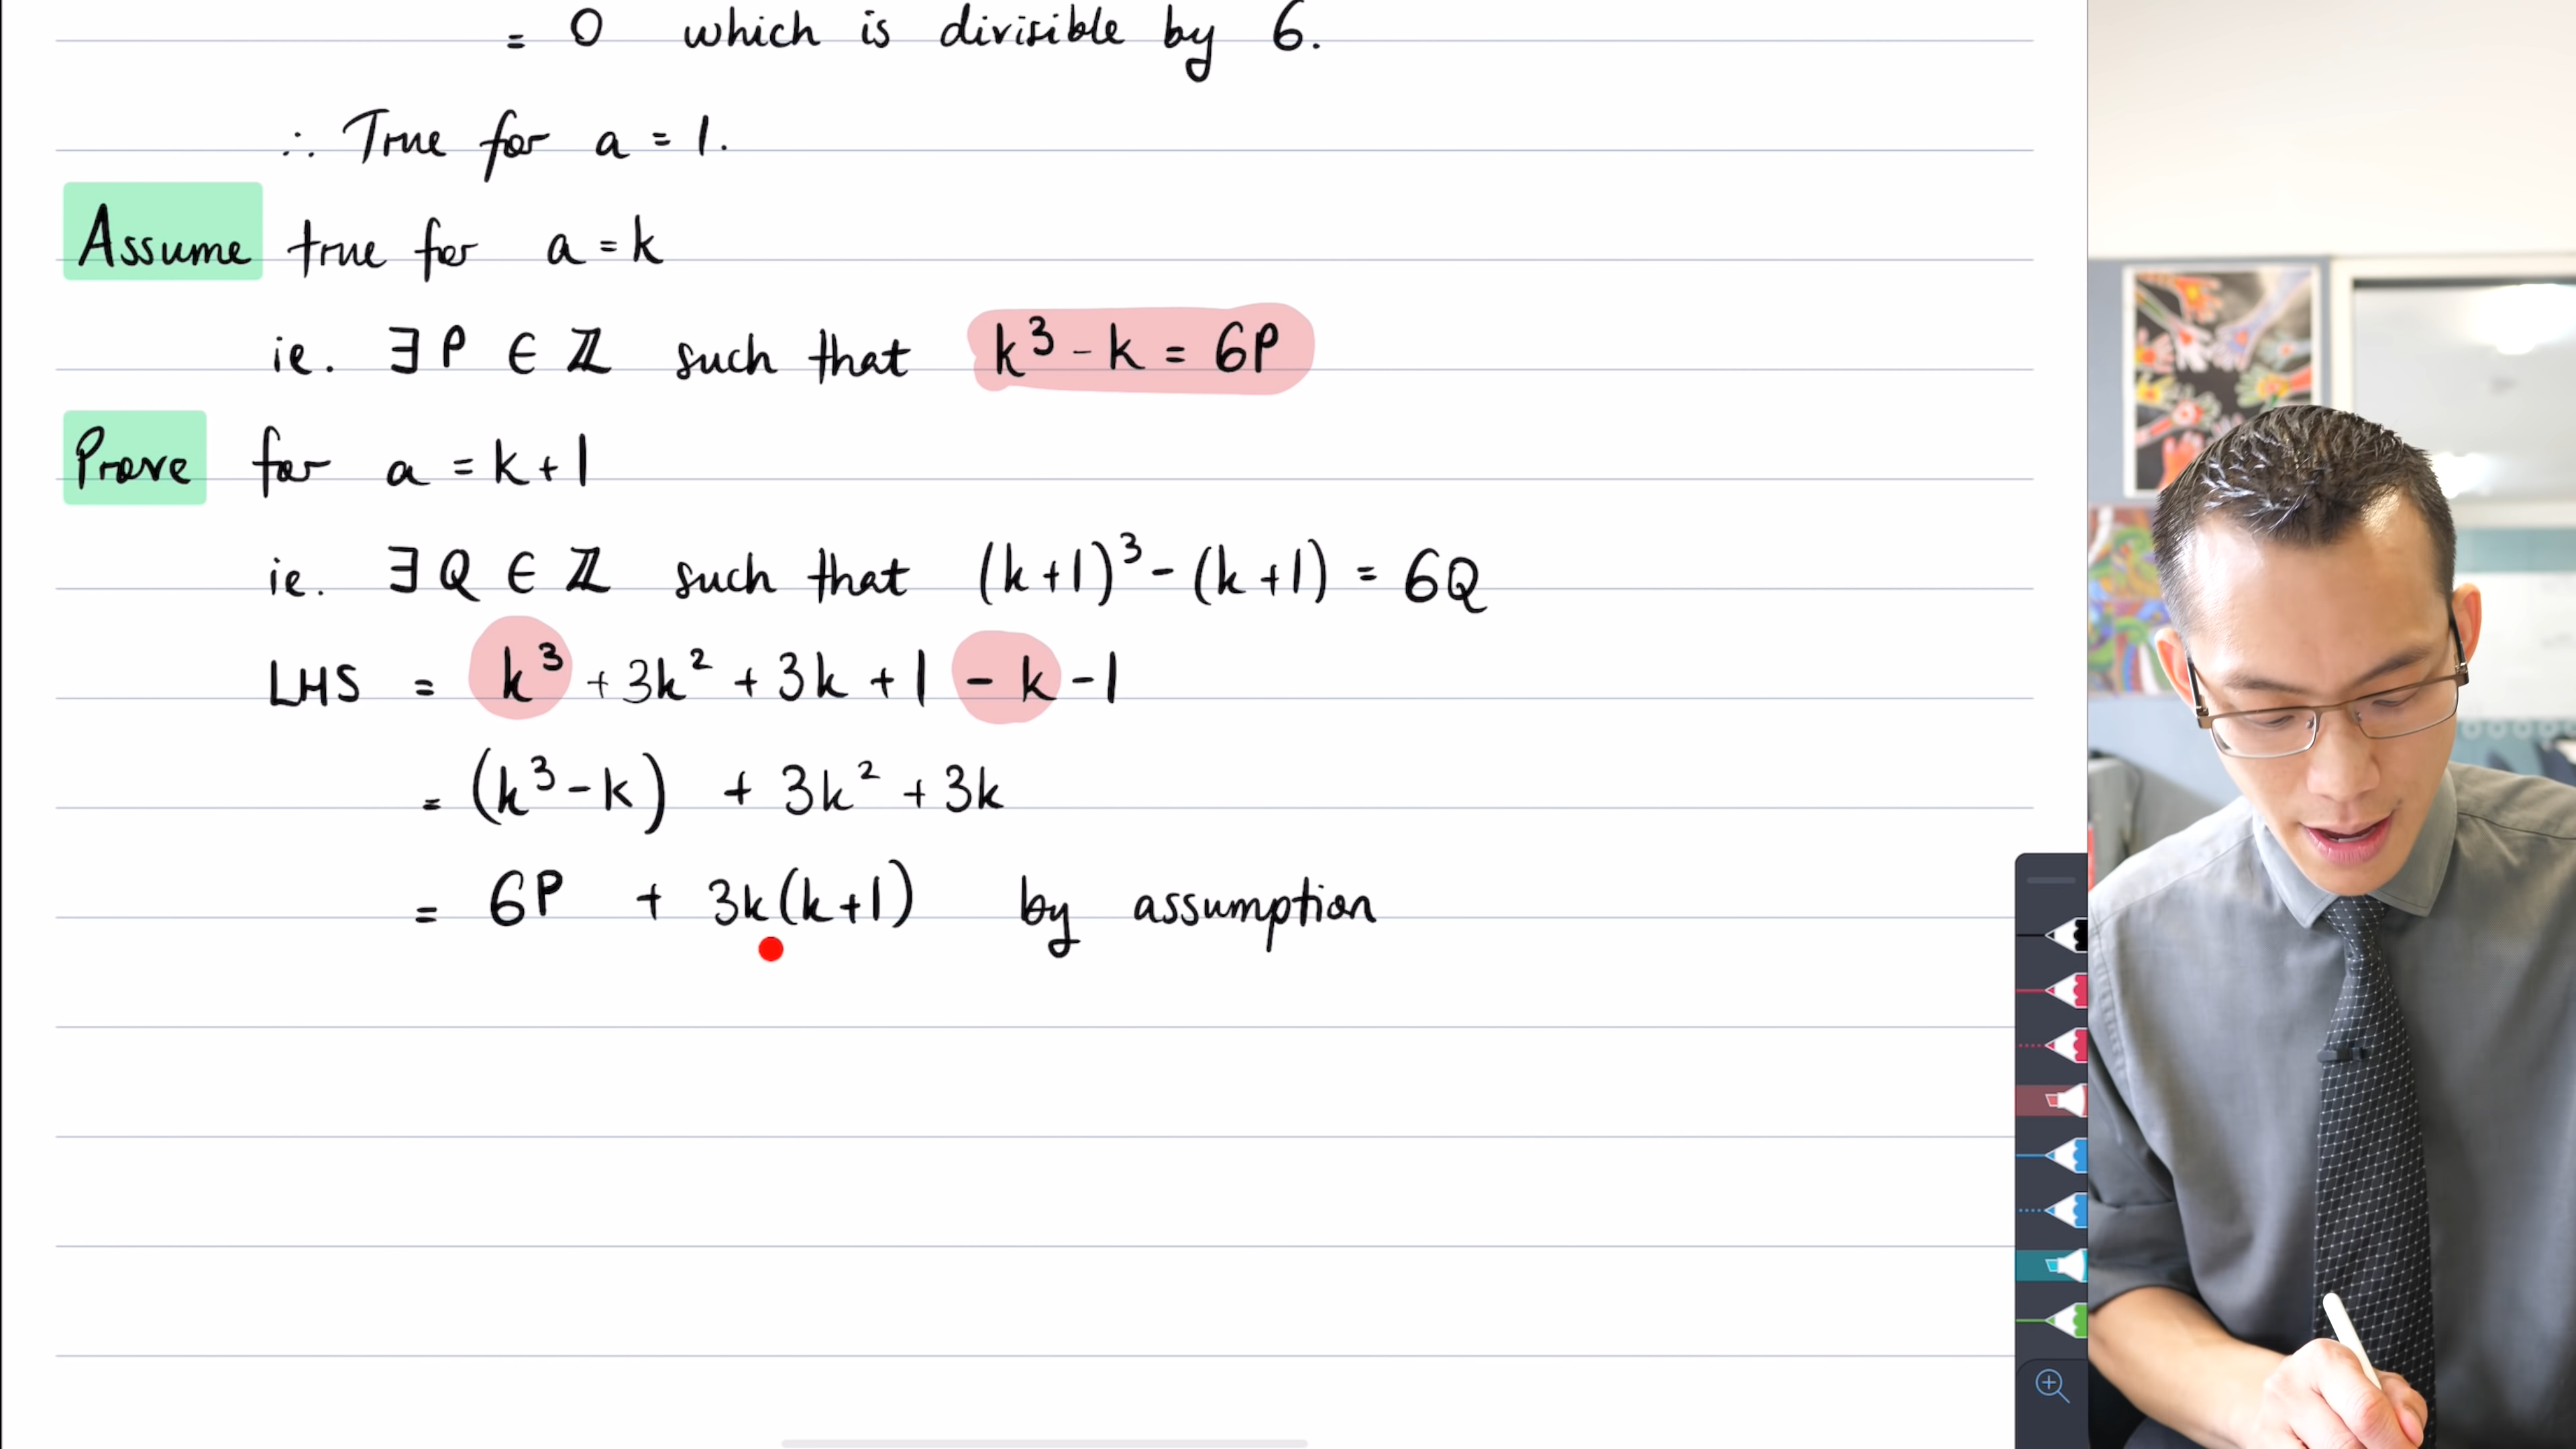 = 0 which is divisible by 6.
∴ True for a = 1.
Assume true for a = k
ie. ∃ P ∈ ℤ such that k³ - k = 6P
Prove for a = k + 1
ie. ∃ Q ∈ ℤ such that (k+1)³ - (k+1) = 6Q
LHS = k³ + 3k² + 3k + 1 - k - 1
= (k³ - k) + 3k² + 3k
= 6P + 3k(k+1) by assumption